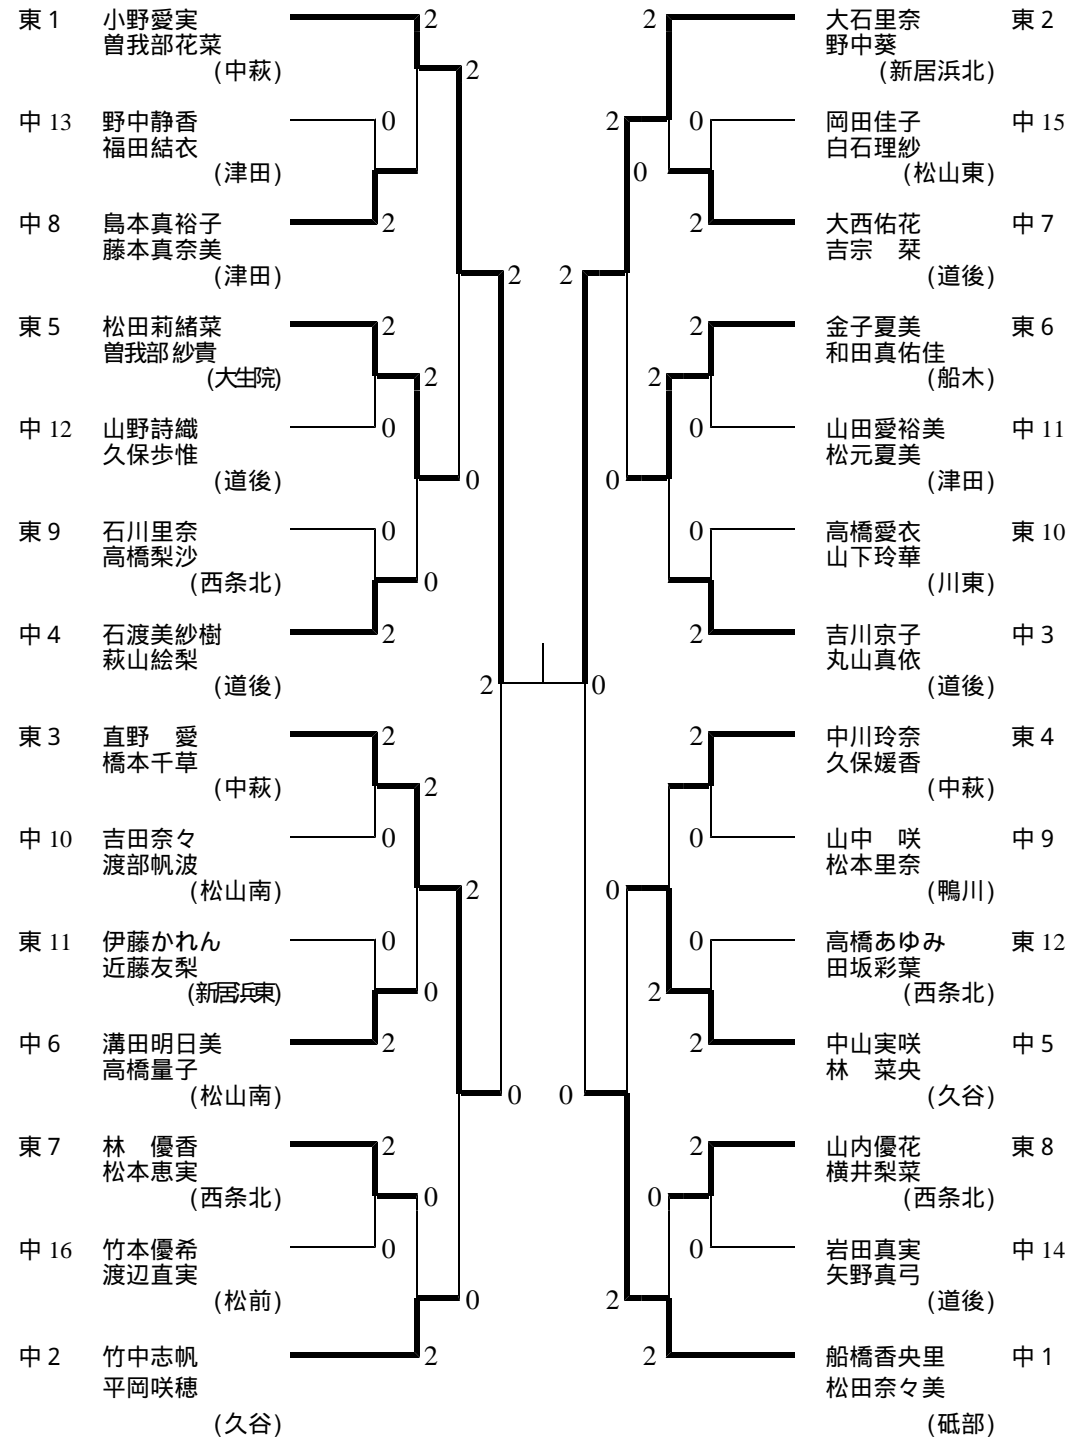 東 1 小野愛実 2 2 大石里奈 東 2
曽我部花菜 野中葵
(中萩) 2 (新居浜北)
中 13 野中静香 0 2 0 岡田佳子 中 15
福田結衣 白石理紗
(津田) 0 (松山東)
中 8 島本真裕子 2 2 大西佑花 中 7
藤本真奈美 吉宗 栞
(津田) 2 2 (道後)
東 5 松田莉緒菜 2 2 金子夏美 東 6
曽我部紗貴 和田真佑佳
(大生院) 2 2 (船木)
中 12 山野詩織 0 0 山田愛裕美 中 11
久保歩惟 松元夏美
(道後) 0 0 (津田)
東 9 石川里奈 0 0 高橋愛衣 東 10
高橋梨沙 山下玲華
(西条北) 0 (川東)
中 4 石渡美紗樹 2 2 吉川京子 中 3
萩山絵梨 丸山真依
(道後) 2 0 (道後)
東 3 直野 愛 2 2 中川玲奈 東 4
橋本千草 久保媛香
(中萩) 2 (中萩)
中 10 吉田奈々 0 0 山中 咲 中 9
渡部帆波 松本里奈
(松山南) 2 0 (鴨川)
東 11 伊藤かれん 0 0 高橋あゆみ 東 12
近藤友梨 田坂彩葉
(新居浜東) 0 2 (西条北)
中 6 溝田明日美 2 2 中山実咲 中 5
高橋量子 林 菜央
(松山南) 0 0 (久谷)
東 7 林 優香 2 2 山内優花 東 8
松本恵実 横井梨菜
(西条北) 0 0 (西条北)
中 16 竹本優希 0 0 岩田真実 中 14
渡辺直実 矢野真弓
(松前) 0 2 (道後)
中 2 竹中志帆 2 2 船橋香央里 中 1
平岡咲穂 松田奈々美
(久谷) (砥部)